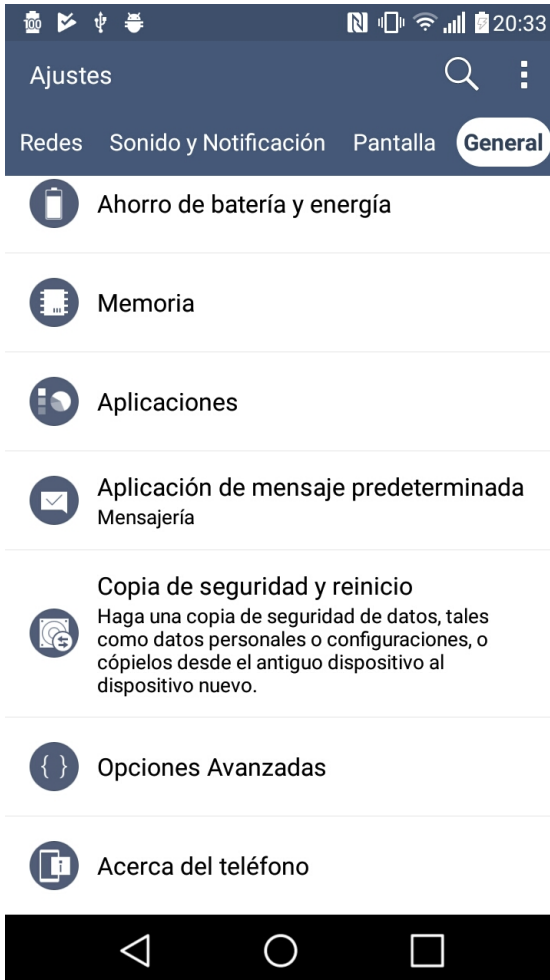 100 20:33
Ajustes
Redes Sonido y Notificación Pantalla General
Ahorro de batería y energía
Memoria
Aplicaciones
Aplicación de mensaje predeterminada
Mensajería
Copia de seguridad y reinicio
Haga una copia de seguridad de datos, tales
como datos personales o configuraciones, o
cópielos desde el antiguo dispositivo al
dispositivo nuevo.
{ } Opciones Avanzadas
Acerca del teléfono